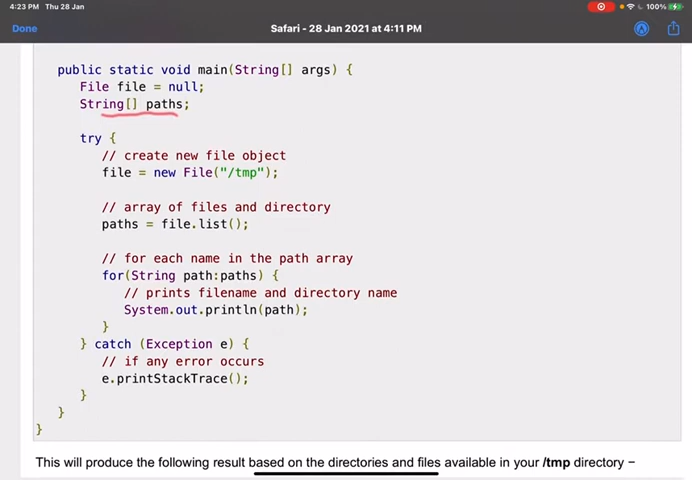 4:23 PM Thu 28 Jan
100%
Done
Safari - 28 Jan 2021 at 4:11 PM
public static void main(String[] args) {
File file = null;
String[] paths;
try {
// create new file object
file = new File("/tmp");
// array of files and directory
paths = file.list();
// for each name in the path array
for(String path:paths) {
// prints filename and directory name
System.out.println(path);
}
} catch (Exception e) {
// if any error occurs
e.printStackTrace();
}
}
}
This will produce the following result based on the directories and files available in your /tmp directory −